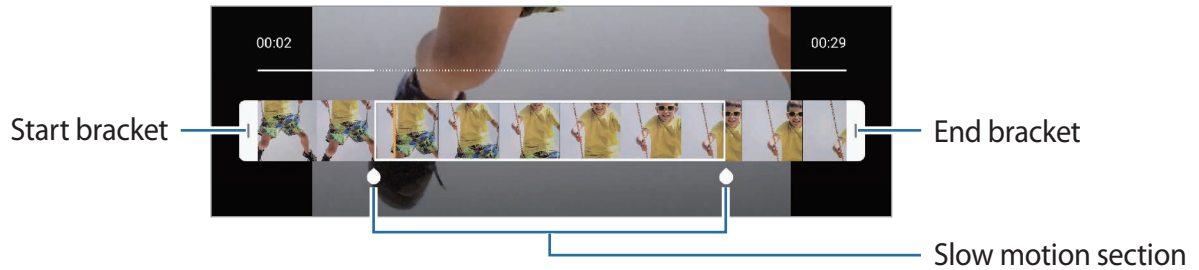 00:02
00:29
Start bracket
End bracket
Slow motion section